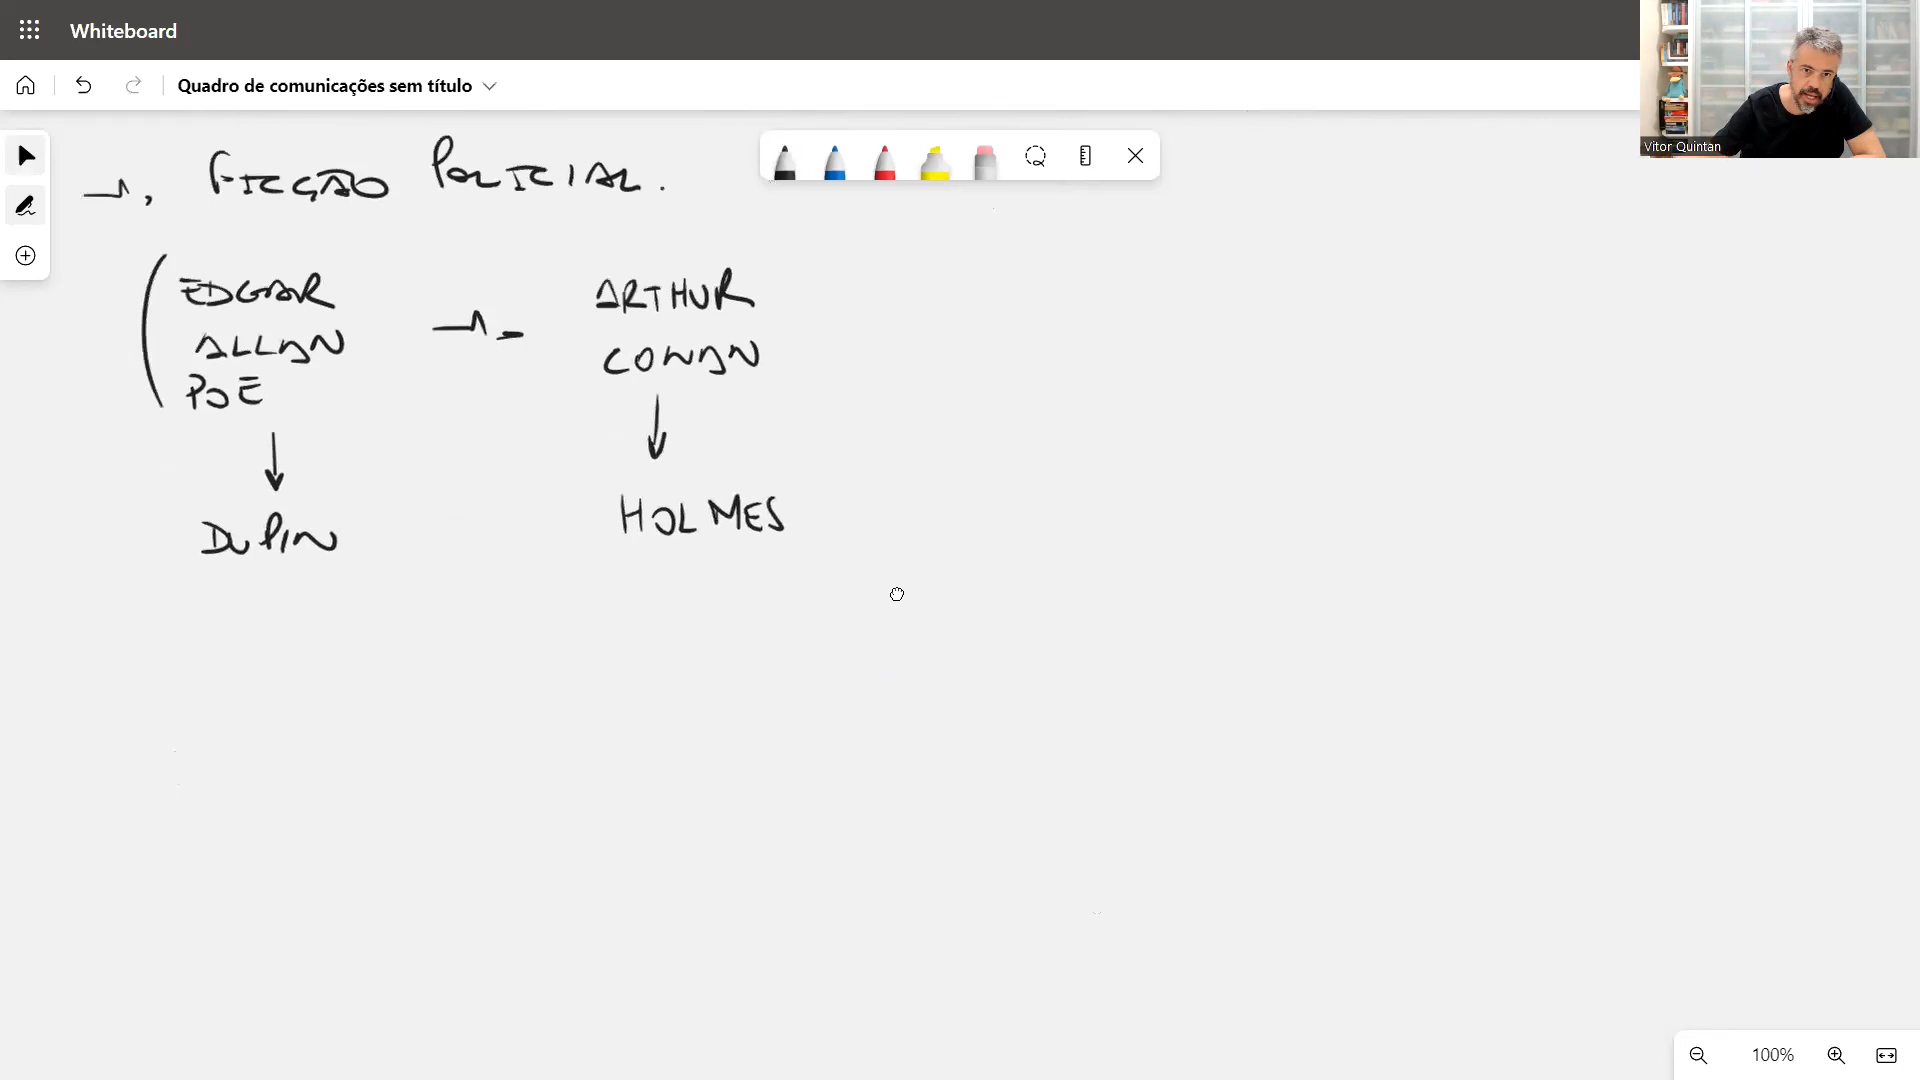 Whiteboard
Quadro de comunicações sem título
Vitor Quintan
FICÇÃO POLICIAL.
EDGAR
ALLAN
POE
ARTHUR
CONAN
DUPIN
HOLMES
100%